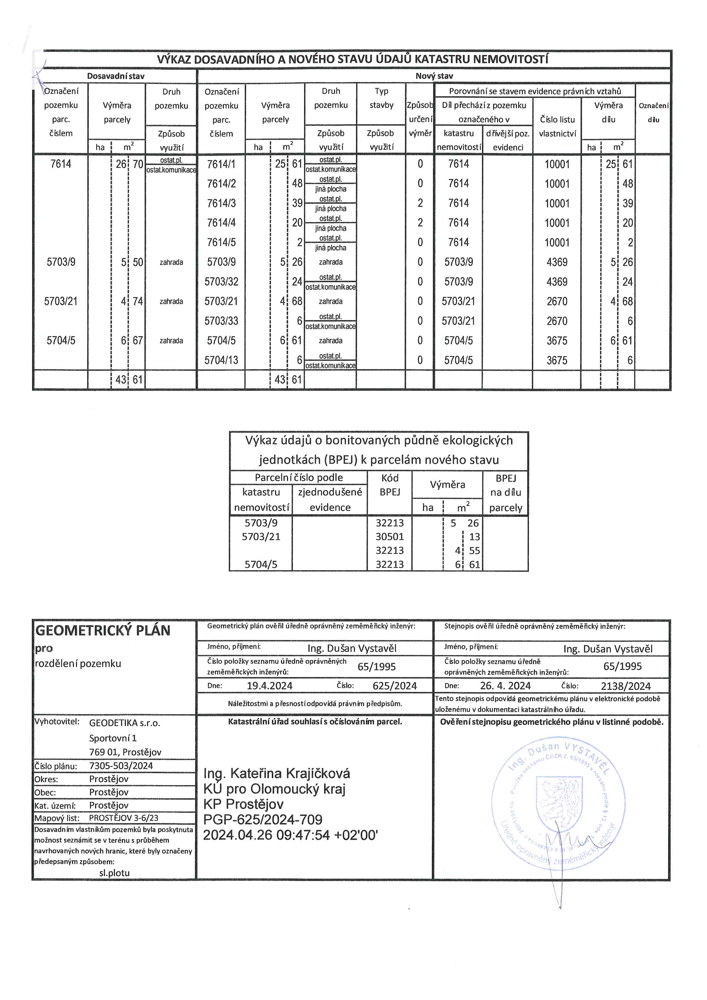 VÝKAZ DOSAVADNÍHO A NOVÉHO STAVU ÚDAJŮ KATASTRU NEMOVITOSTÍ
Dosavadní stav Nový stav
Označení pozemku parc. číslem Výměra parcely ha m² Druh pozemku Způsob využití Označení pozemku parc. číslem Výměra parcely ha m² Druh pozemku Způsob využití Typ stavby Způsob využití Způsob určení výměr Porovnání se stavem evidence právních vztahů Díl přechází z pozemku označeného v katastru nemovitostí dřívější poz. evidenci Číslo listu vlastnictví Výměra dílu ha m² Označení dílu
7614 26 70 ostat.pl. ostat.komunikace 7614/1 25 61 ostat.pl. ostat.komunikace 0 7614 10001 25 61
7614/2 48 ostat.pl. jiná plocha 0 7614 10001 48
7614/3 39 ostat.pl. jiná plocha 2 7614 10001 39
7614/4 20 ostat.pl. jiná plocha 2 7614 10001 20
7614/5 2 ostat.pl. jiná plocha 0 7614 10001 2
5703/9 5 50 zahrada 5703/9 5 26 zahrada 0 5703/9 4369 5 26
5703/32 24 ostat.pl. ostat.komunikace 0 5703/9 4369 24
5703/21 4 74 zahrada 5703/21 4 68 zahrada 0 5703/21 2670 4 68
5703/33 6 ostat.pl. ostat.komunikace 0 5703/21 2670 6
5704/5 6 67 zahrada 5704/5 6 61 zahrada 0 5704/5 3675 6 61
5704/13 6 ostat.pl. ostat.komunikace 0 5704/5 3675 6
43 61 43 61
Výkaz údajů o bonitovaných půdně ekologických
jednotkách (BPEJ) k parcelám nového stavu
Parcelní číslo podle katastru nemovitostí zjednodušené evidence Kód BPEJ Výměra ha m² BPEJ na dílu parcely
5703/9 32213 5 26
5703/21 30501 13
32213 4 55
5704/5 32213 6 61
GEOMETRICKÝ PLÁN
pro
rozdělení pozemku
Vyhotovitel: GEODETIKA s.r.o.
Sportovní 1
769 01, Prostějov
Číslo plánu: 7305-503/2024
Okres: Prostějov
Obec: Prostějov
Kat. území: Prostějov
Mapový list: PROSTĚJOV 3-6/23
Dosavadním vlastníkům pozemků byla poskytnuta
možnost seznámit se v terénu s průběhem
navrhovaných nových hranic, které byly označeny
předepsaným způsobem:
sl.plotu
Geometrický plán ověřil úředně oprávněný zeměměřický inženýr:
Jméno, příjmení: Ing. Dušan Vystavěl
Číslo položky seznamu úředně oprávněných
zeměměřických inženýrů: 65/1995
Dne: 19.4.2024 Číslo: 625/2024
Náležitostmi a přesností odpovídá právním předpisům.
Katastrální úřad souhlasí s očíslováním parcel.
Ing. Kateřina Krajíčková
KÚ pro Olomoucký kraj
KP Prostějov
PGP-625/2024-709
2024.04.26 09:47:54 +02'00'
Stejnopis ověřil úředně oprávněný zeměměřický inženýr:
Jméno, příjmení: Ing. Dušan Vystavěl
Číslo položky seznamu úředně
oprávněných zeměměřických inženýrů: 65/1995
Dne: 26. 4. 2024 Číslo: 2138/2024
Tento stejnopis odpovídá geometrickému plánu v elektronické podobě
uloženému v dokumentaci katastrálního úřadu.
Ověření stejnopisu geometrického plánu v listinné podobě.
Ing. Dušan VYSTAVĚL
Položka seznamu ČÚZK č. 65/1995 v rozsahu podle § 13, odst. 1
Úředně oprávněný zeměměřický inženýr